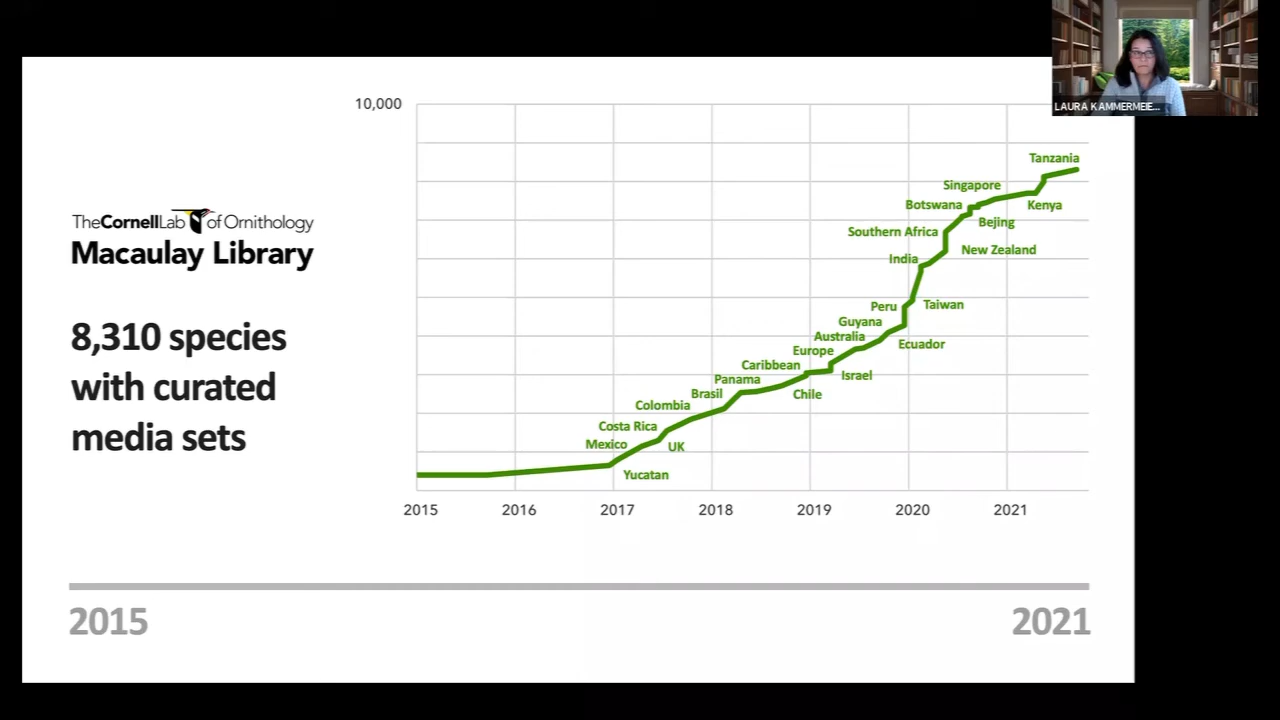 LAURA KAMMERMEIE...
10,000
Tanzania
Singapore
Botswana
Kenya
Bejing
Southern Africa
New Zealand
India
Peru
Taiwan
Guyana
Australia
Ecuador
Europe
Caribbean
Israel
Panama
Chile
Brasil
Colombia
Costa Rica
Mexico
UK
Yucatan
2015 2016 2017 2018 2019 2020 2021
TheCornellLab of Ornithology
Macaulay Library
8,310 species
with curated
media sets
2015 2021